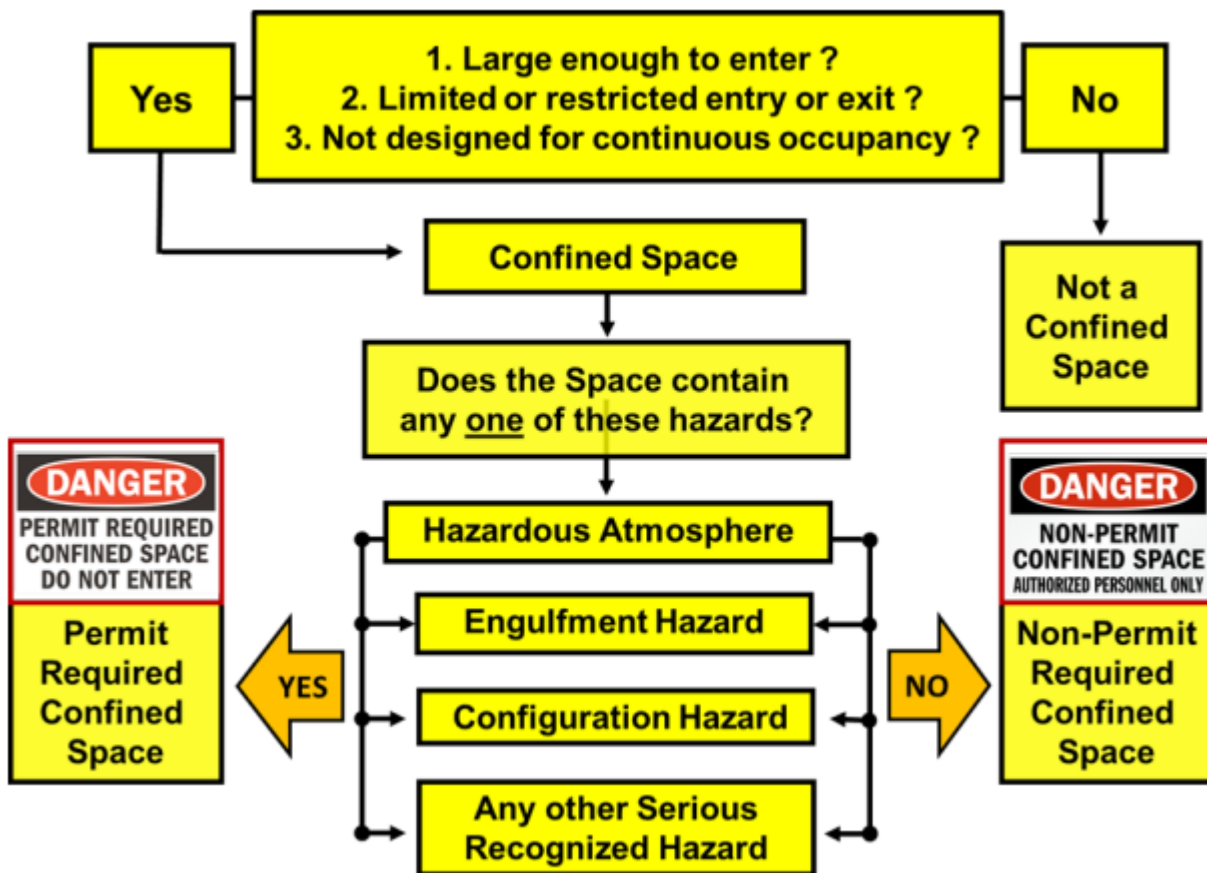 1. Large enough to enter ?
2. Limited or restricted entry or exit ?
3. Not designed for continuous occupancy ?
Yes
No
Confined Space
Not a
Confined
Space
Does the Space contain
any one of these hazards?
Hazardous Atmosphere
Engulfment Hazard
Configuration Hazard
Any other Serious
Recognized Hazard
YES
NO
DANGER
PERMIT REQUIRED
CONFINED SPACE
DO NOT ENTER
Permit
Required
Confined
Space
DANGER
NON-PERMIT
CONFINED SPACE
AUTHORIZED PERSONNEL ONLY
Non-Permit
Required
Confined
Space